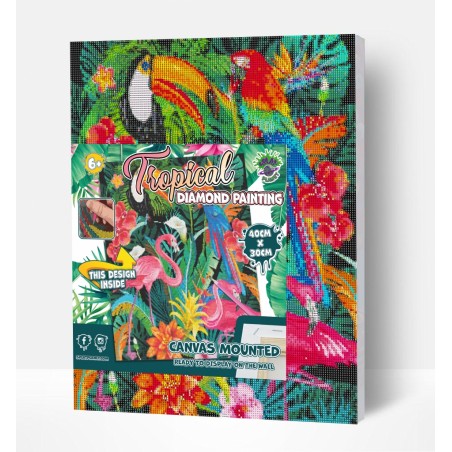 6+
Tropical
DIAMOND PAINTING
40CM
X
30CM
THIS DESIGN
INSIDE
CANVAS MOUNTED
READY TO DISPLAY ON THE WALL